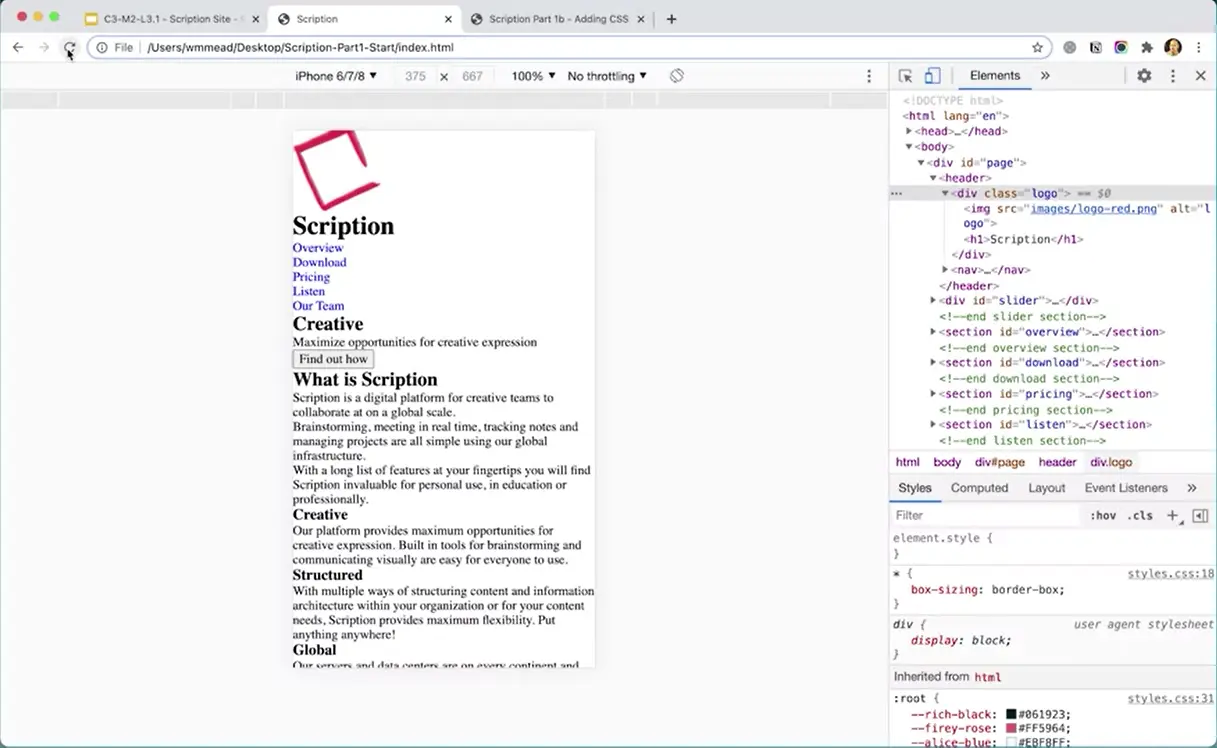 C3-M2-L3.1 - Scription Site -
Scription
Scription Part 1b - Adding CSS
File
/Users/wmmead/Desktop/Scription-Part1-Start/index.html
iPhone 6/7/8 ▼ 375 × 667 100% ▼ No throttling ▼
Scription
Overview
Download
Pricing
Listen
Our Team
Creative
Maximize opportunities for creative expression
Find out how
What is Scription
Scription is a digital platform for creative teams to
collaborate at on a global scale.
Brainstorming, meeting in real time, tracking notes and
managing projects are all simple using our global
infrastructure.
With a long list of features at your fingertips you will find
Scription invaluable for personal use, in education or
professionally.
Creative
Our platform provides maximum opportunities for
creative expression. Built in tools for brainstorming and
communicating visually are easy for everyone to use.
Structured
With multiple ways of structuring content and information
architecture within your organization or for your content
needs, Scription provides maximum flexibility. Put
anything anywhere!
Global
Our servers and data centers are on every continent and
Elements »
<!DOCTYPE html>
<html lang="en">
▶<head>…</head>
▼<body>
▼<div id="page">
▼<header>
▼<div class="logo"> == $0
<img src="images/logo-red.png" alt="l
ogo">
<h1>Scription</h1>
</div>
▶<nav>…</nav>
</header>
▶<div id="slider">…</div>
<!--end slider section-->
▶<section id="overview">…</section>
<!--end overview section-->
▶<section id="download">…</section>
<!--end download section-->
▶<section id="pricing">…</section>
<!--end pricing section-->
▶<section id="listen">…</section>
<!--end listen section-->
html body div#page header div.logo
Styles Computed Layout Event Listeners »
Filter :hov .cls +
element.style {
}
* { styles.css:18
box-sizing: border-box;
}
div { user agent stylesheet
display: block;
}
Inherited from html
:root { styles.css:31
--rich-black: #061923;
--firey-rose: #FF5964;
--alice-blue: #EBF8FF;